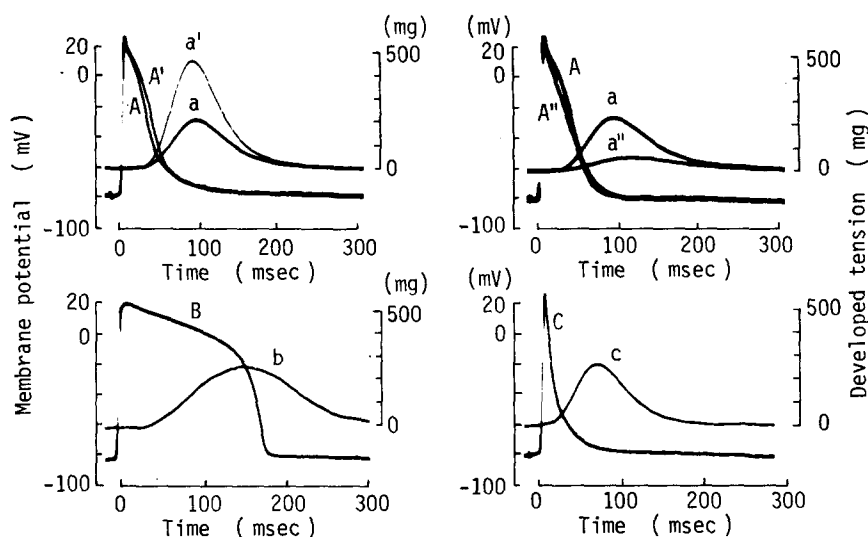 (mg)
(mV)
20
0
-100
500
0
a'
A'
A
a
0 100 200 300
Time ( msec )
20
0
-100
500
0
A
A"
a
a"
0 100 200 300
Time ( msec )
Membrane potential ( mV )
Developed tension ( mg )
(mg)
20
0
-100
500
0
B
b
0 100 200 300
Time ( msec )
(mV)
20
0
-100
500
0
C
c
0 100 200 300
Time ( msec )